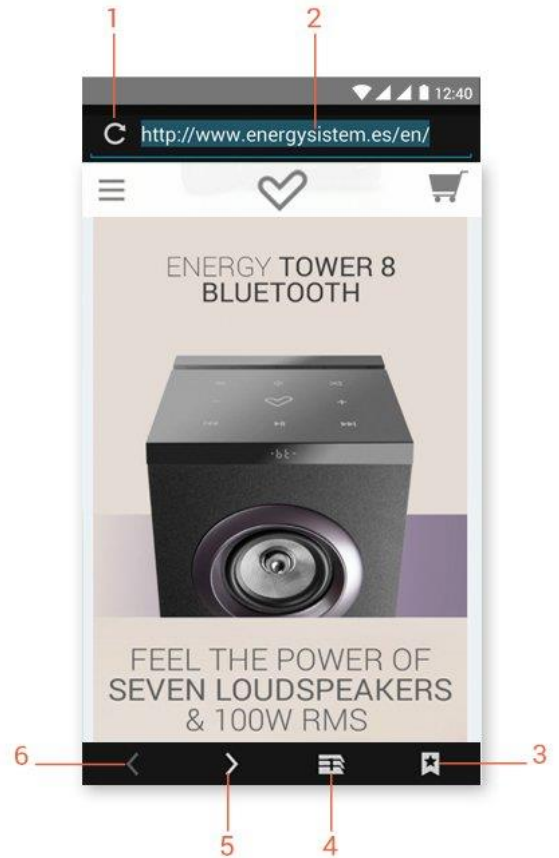 1
2
12:40
http://www.energysistem.es/en/
ENERGY TOWER 8
BLUETOOTH
-bt-
FEEL THE POWER OF
SEVEN LOUDSPEAKERS
& 100W RMS
6
3
5
4